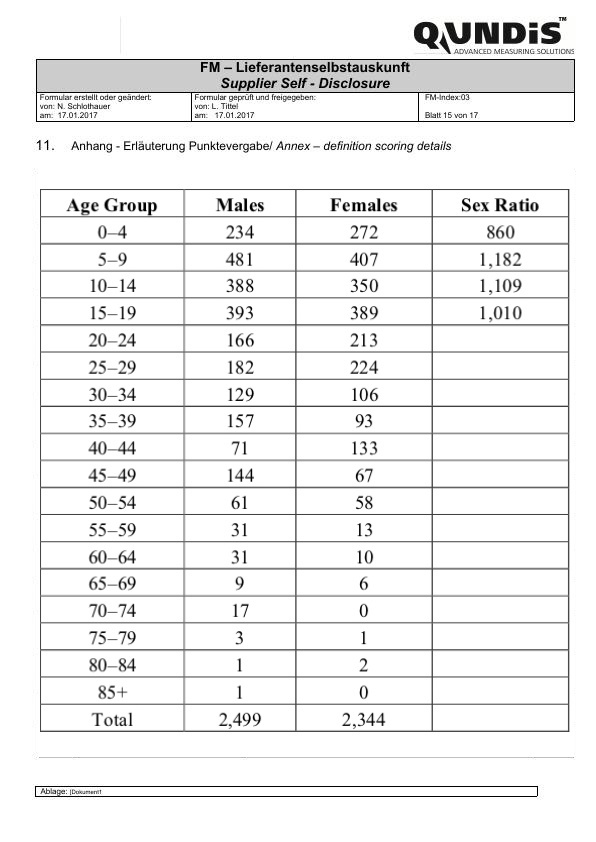 QUNDiS™
ADVANCED MEASURING SOLUTIONS
FM – Lieferantenselbstauskunft
Supplier Self - Disclosure
Formular erstellt oder geändert:
von: N. Schlothauer
am: 17.01.2017
Formular geprüft und freigegeben:
von: L. Tittel
am: 17.01.2017
FM-Index:03
Blatt 15 von 17
11. Anhang - Erläuterung Punktevergabe/ Annex – definition scoring details
Age Group Males Females Sex Ratio
0–4 234 272 860
5–9 481 407 1,182
10–14 388 350 1,109
15–19 393 389 1,010
20–24 166 213
25–29 182 224
30–34 129 106
35–39 157 93
40–44 71 133
45–49 144 67
50–54 61 58
55–59 31 13
60–64 31 10
65–69 9 6
70–74 17 0
75–79 3 1
80–84 1 2
85+ 1 0
Total 2,499 2,344
Ablage: [Dokument1